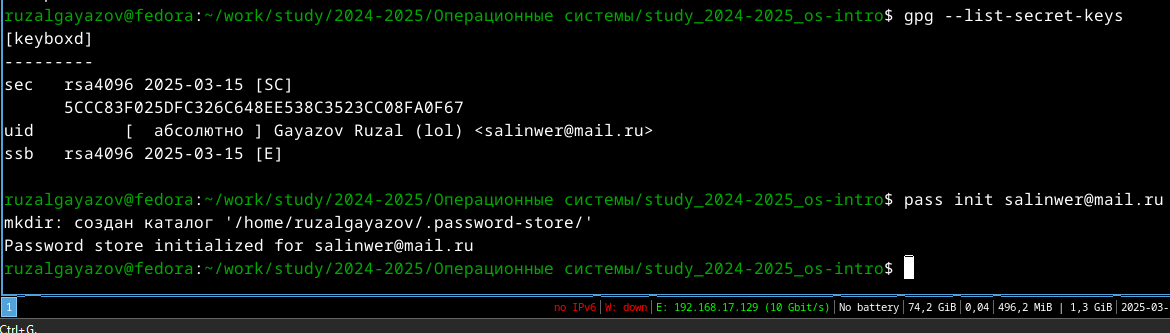 ruzalgayazov@fedora:~/work/study/2024-2025/Операционные системы/study_2024-2025_os-intro$ gpg --list-secret-keys
[keyboxd]
---------
sec   rsa4096 2025-03-15 [SC]
      5CCC83F025DFC326C648EE538C3523CC08FA0F67
uid         [  абсолютно ] Gayazov Ruzal (lol) <salinwer@mail.ru>
ssb   rsa4096 2025-03-15 [E]
ruzalgayazov@fedora:~/work/study/2024-2025/Операционные системы/study_2024-2025_os-intro$ pass init salinwer@mail.ru
mkdir: создан каталог '/home/ruzalgayazov/.password-store/'
Password store initialized for salinwer@mail.ru
ruzalgayazov@fedora:~/work/study/2024-2025/Операционные системы/study_2024-2025_os-intro$
1 no IPv6|W: down|E: 192.168.17.129 (10 Gbit/s)|No battery|74,2 GiB|0,04|496,2 MiB | 1,3 GiB|2025-03-
Ctrl+G.